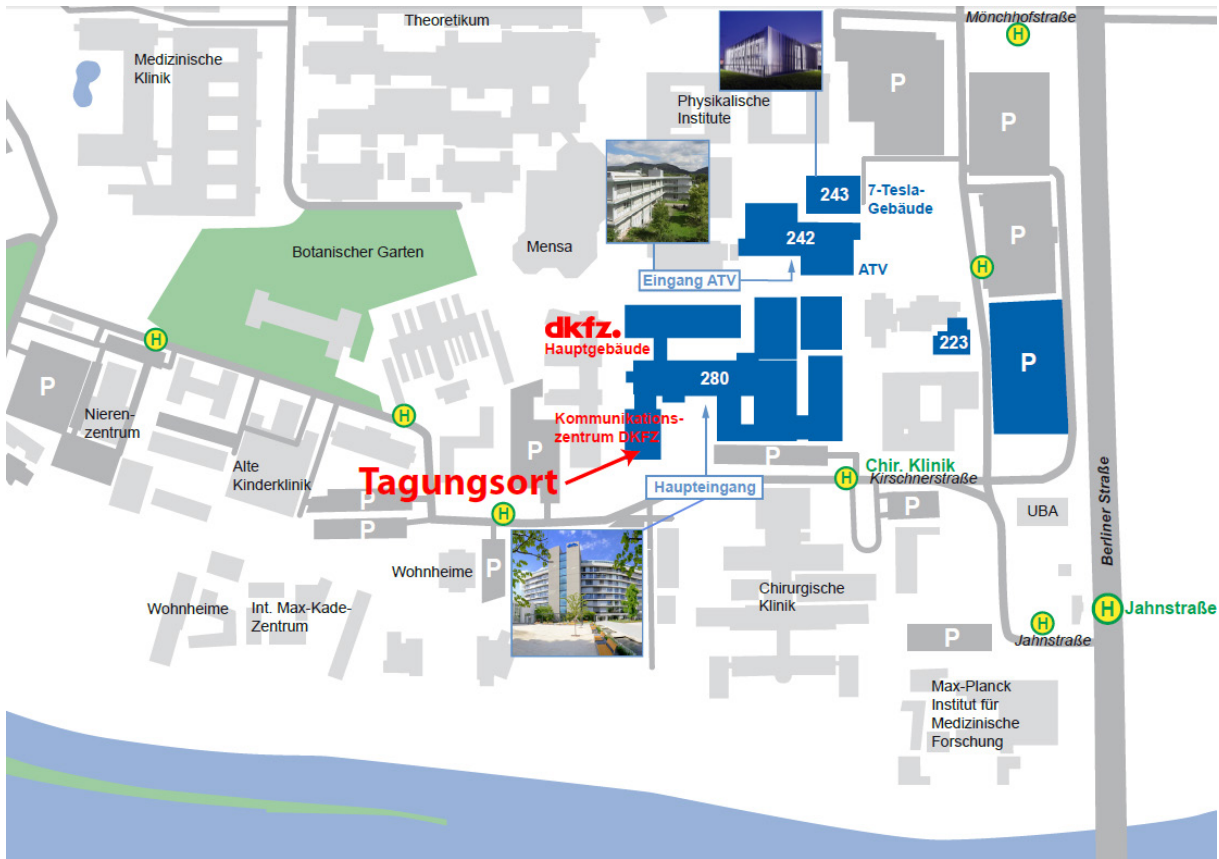 Theoretikum
Mönchhofstraße
H
Medizinische
Klinik
Physikalische
Institute
P
P
243
7-Tesla-
Gebäude
242
P
Mensa
Botanischer Garten
H
ATV
Eingang ATV
dkfz.
Hauptgebäude
H
223
P
P
280
Nieren-
zentrum
H
Kommunikations-
zentrum DKFZ
P
P
Alte
Kinderklinik
Tagungsort
Chir. Klinik
H
Kirschnerstraße
Haupteingang
P
P
P
H
UBA
Berliner Straße
P
Wohnheime
Wohnheime
Int. Max-Kade-
Zentrum
Chirurgische
Klinik
H
Jahnstraße
H
Jahnstraße
P
Max-Planck
Institut für
Medizinische
Forschung